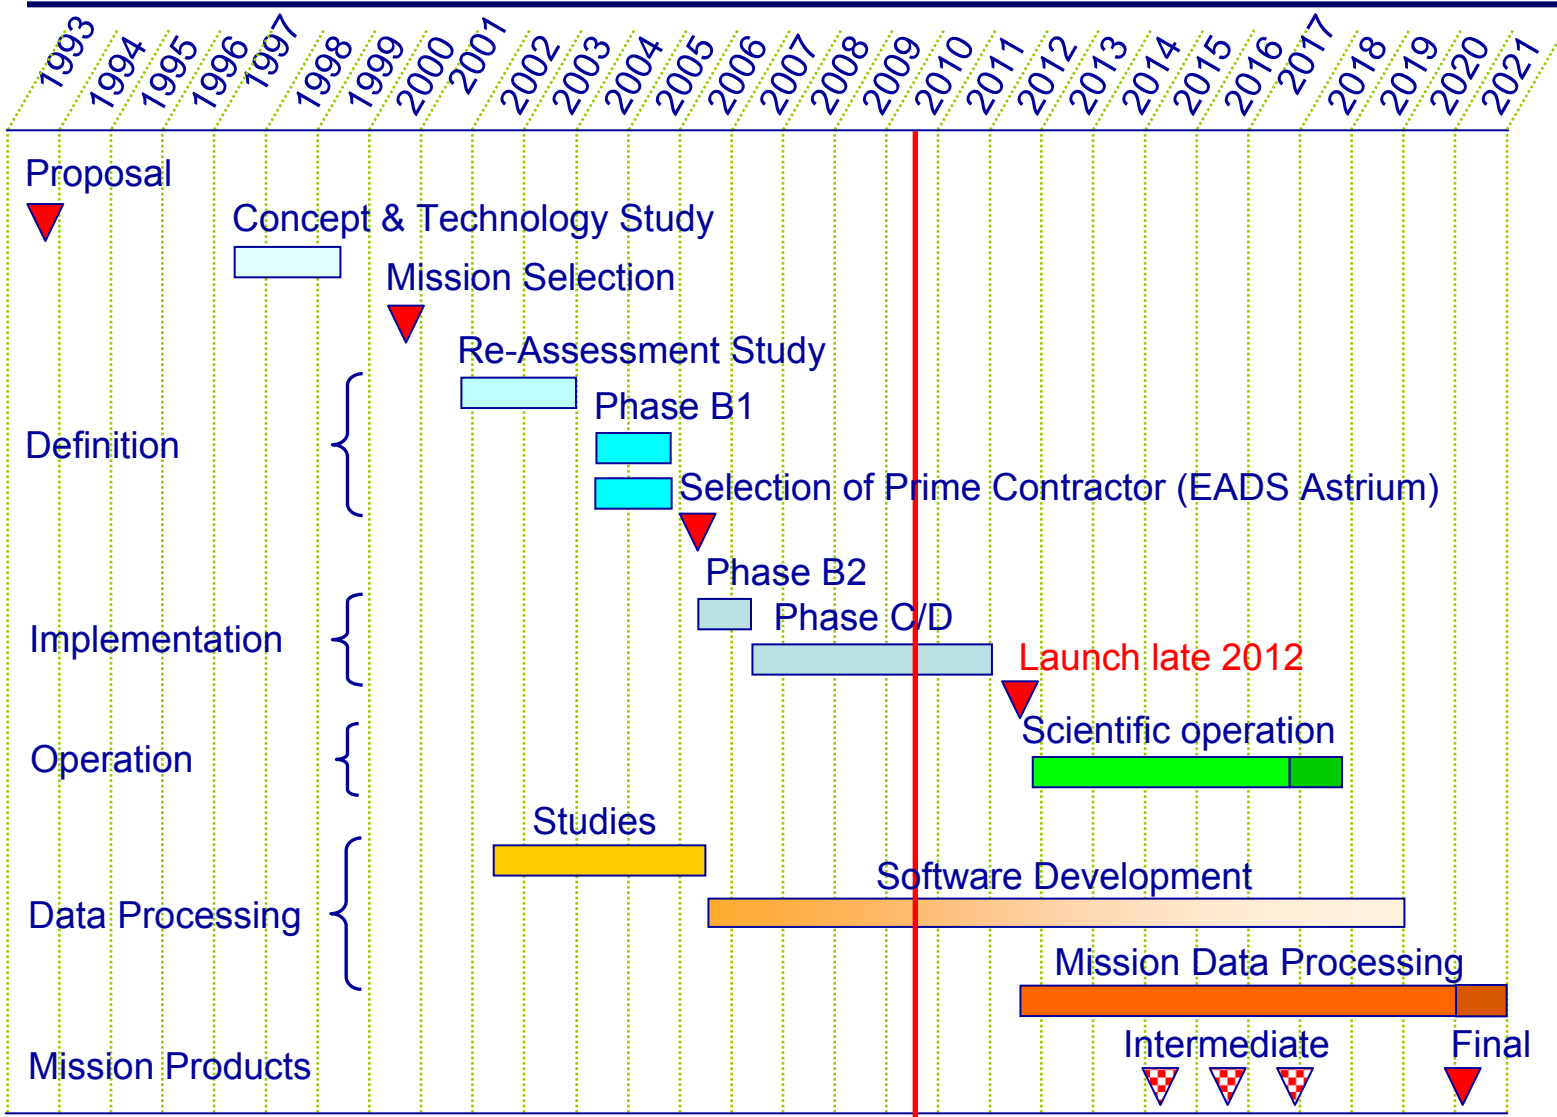 1993 1994 1995 1996 1997 1998 1999 2000 2001 2002 2003 2004 2005 2006 2007 2008 2009 2010 2011 2012 2013 2014 2015 2016 2017 2018 2019 2020 2021
Proposal
Concept & Technology Study
Mission Selection
Re-Assessment Study
Phase B1
Definition
Selection of Prime Contractor (EADS Astrium)
Phase B2
Phase C/D
Implementation
Launch late 2012
Scientific operation
Operation
Studies
Software Development
Data Processing
Mission Data Processing
Intermediate
Final
Mission Products